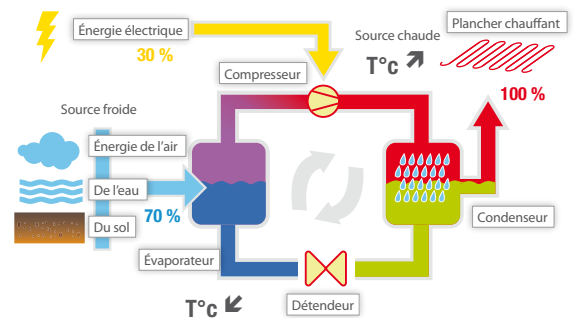 Énergie électrique
30 %
Plancher chauffant
Source chaude
T°c
Compresseur
100 %
Source froide
Énergie de l'air
De l'eau
70 %
Du sol
Condenseur
Évaporateur
T°c
Détendeur